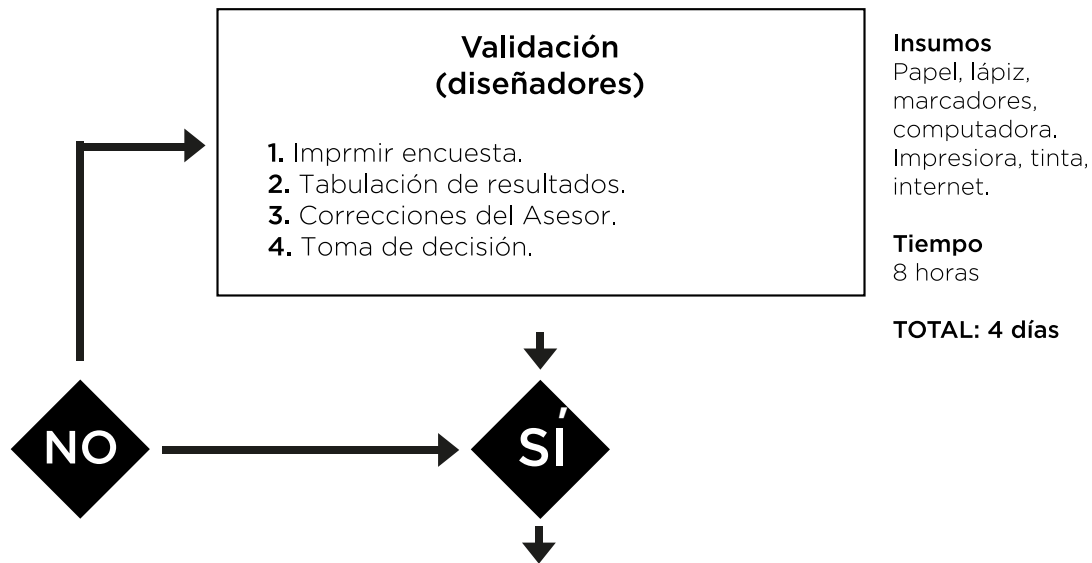 Validación
(diseñadores)
1. Imprmir encuesta.
2. Tabulación de resultados.
3. Correcciones del Asesor.
4. Toma de decisión.
Insumos
Papel, lápiz,
marcadores,
computadora.
Impresiora, tinta,
internet.
Tiempo
8 horas
TOTAL: 4 días
NO
SÍ